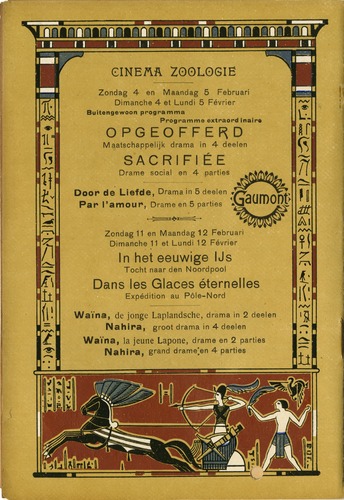 CINEMA ZOOLOGIE
Zondag 4 en Maandag 5 Februari
Dimanche 4 et Lundi 5 Février
Buitengewoon programma
Programme extraordinaire
OPGEOFFERD
Maatschappelijk drama in 4 deelen
SACRIFIÉE
Drame social en 4 parties
Door de Liefde, Drama in 5 deelen
Par l'amour, Drame en 5 parties
Gaumont
Zondag 11 en Maandag 12 Februari
Dimanche 11 et Lundi 12 Février
In het eeuwige IJs
Tocht naar den Noordpool
Dans les Glaces éternelles
Expédition au Pôle-Nord
Waïna, de jonge Laplandsche, drama in 2 deelen
Nahira, groot drama in 4 deelen
Waïna, la jeune Lapone, drame en 2 parties
Nahira, grand drame en 4 parties